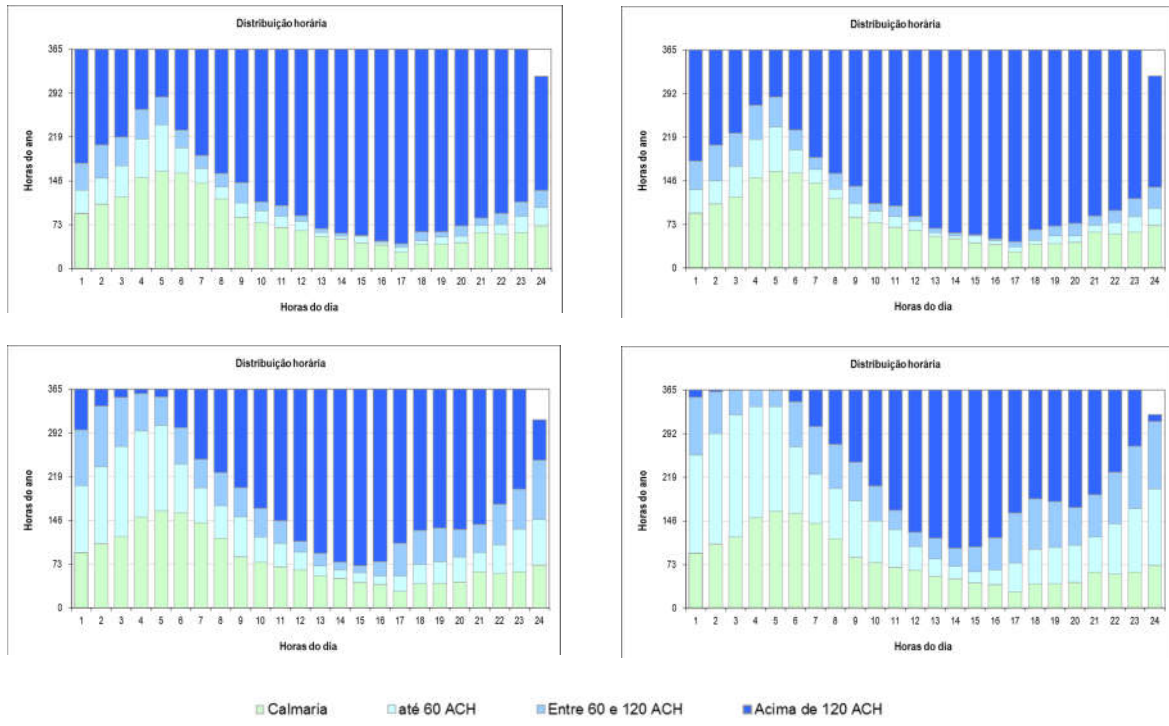 Distribuição horária
365
292
219
146
73
0
Horas do ano
1 2 3 4 5 6 7 8 9 10 11 12 13 14 15 16 17 18 19 20 21 22 23 24
Horas do dia
Distribuição horária
365
292
219
146
73
0
Horas do ano
1 2 3 4 5 6 7 8 9 10 11 12 13 14 15 16 17 18 19 20 21 22 23 24
Horas do dia
Distribuição horária
365
292
219
146
73
0
Horas do ano
1 2 3 4 5 6 7 8 9 10 11 12 13 14 15 16 17 18 19 20 21 22 23 24
Horas do dia
Distribuição horária
365
292
219
146
73
0
Horas do ano
1 2 3 4 5 6 7 8 9 10 11 12 13 14 15 16 17 18 19 20 21 22 23 24
Horas do dia
Calmaria até 60 ACH Entre 60 e 120 ACH Acima de 120 ACH